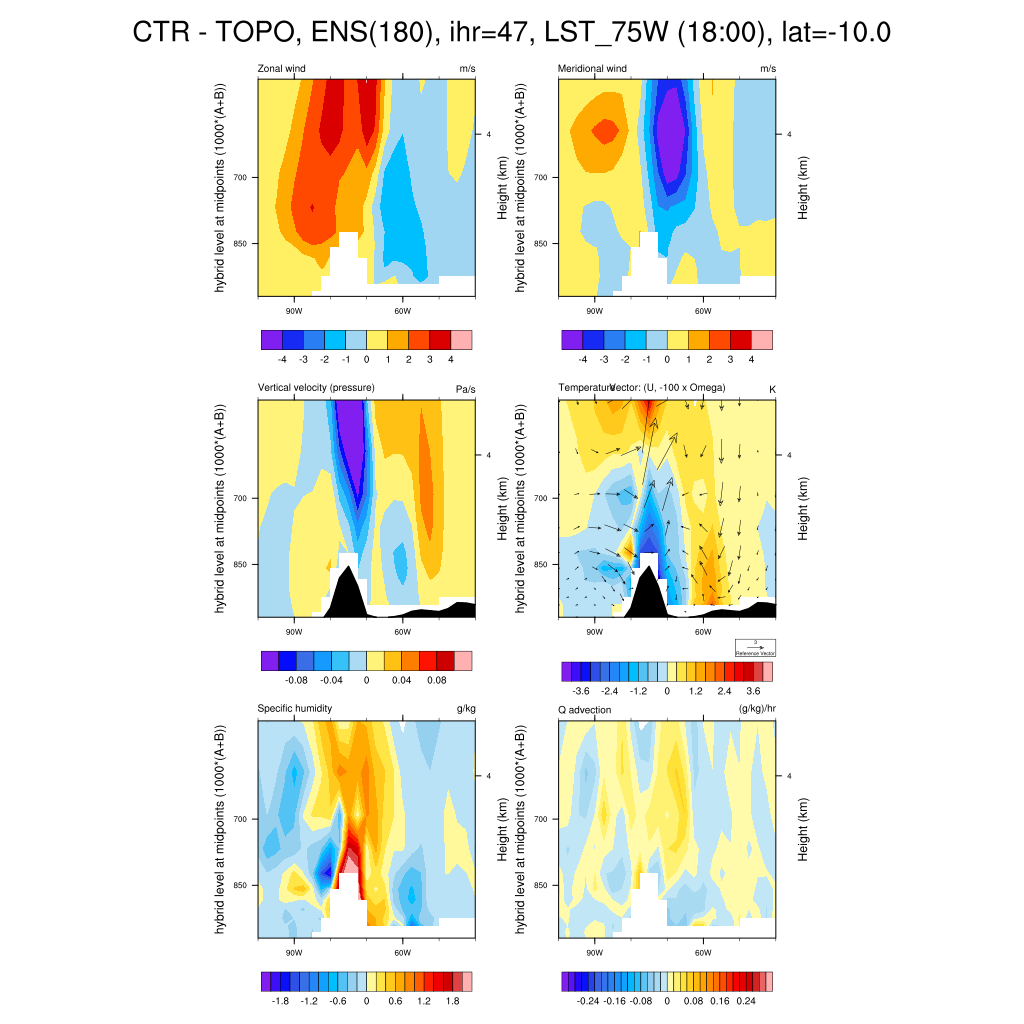 CTR - TOPO, ENS(180), ihr=47, LST_75W (18:00), lat=-10.0
Zonal wind m/s
hybrid level at midpoints (1000*(A+B))
700
850
4
Height (km)
90W 60W
-4 -3 -2 -1 0 1 2 3 4
Meridional wind m/s
hybrid level at midpoints (1000*(A+B))
700
850
4
Height (km)
90W 60W
-4 -3 -2 -1 0 1 2 3 4
Vertical velocity (pressure) Pa/s
hybrid level at midpoints (1000*(A+B))
700
850
4
Height (km)
90W 60W
-0.08 -0.04 0 0.04 0.08
Temperature Vector: (U, -100 x Omega) K
hybrid level at midpoints (1000*(A+B))
700
850
4
Height (km)
90W 60W
3
Reference Vector
-3.6 -2.4 -1.2 0 1.2 2.4 3.6
Specific humidity g/kg
hybrid level at midpoints (1000*(A+B))
700
850
4
Height (km)
90W 60W
-1.8 -1.2 -0.6 0 0.6 1.2 1.8
Q advection (g/kg)/hr
hybrid level at midpoints (1000*(A+B))
700
850
4
Height (km)
90W 60W
-0.24 -0.16 -0.08 0 0.08 0.16 0.24